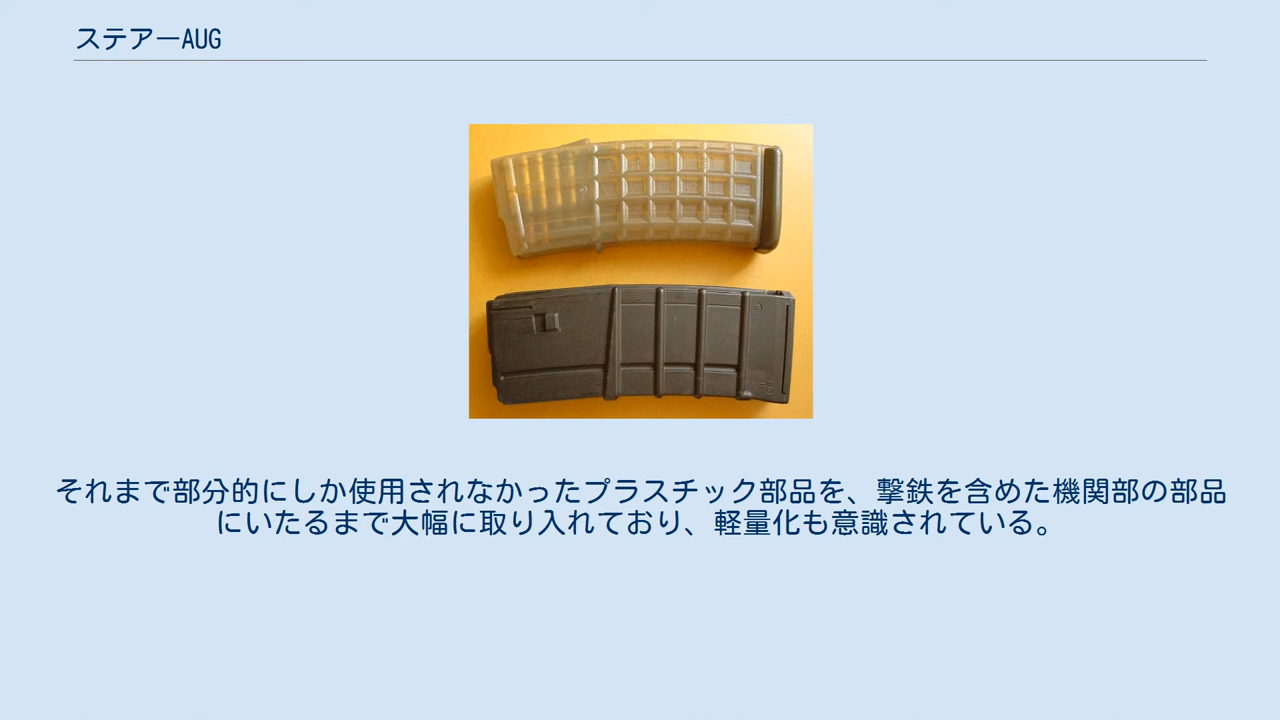 ステアーAUG
それまで部分的にしか使用されなかったプラスチック部品を、撃鉄を含めた機関部の部品
にいたるまで大幅に取り入れており、軽量化も意識されている。